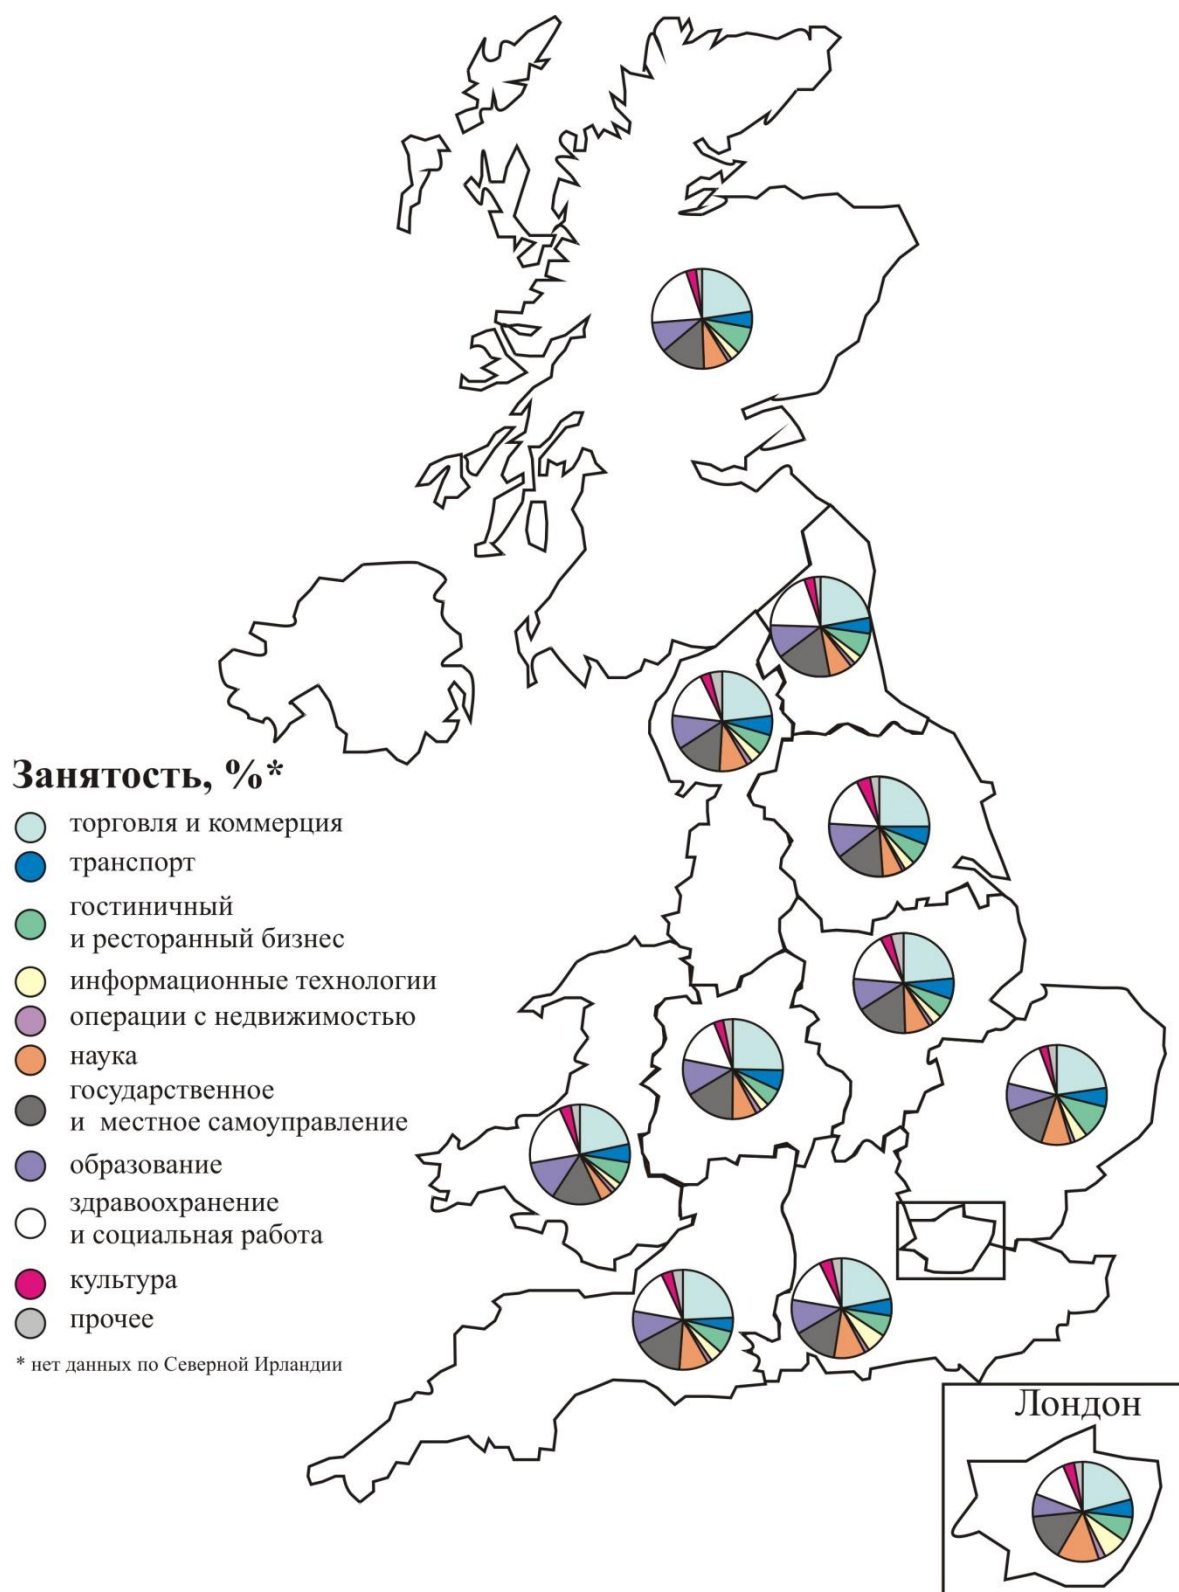 Занятость, %*
торговля и коммерция
транспорт
гостиничный
и ресторанный бизнес
информационные технологии
операции с недвижимостью
наука
государственное
и местное самоуправление
образование
здравоохранение
и социальная работа
культура
прочее
* нет данных по Северной Ирландии
Лондон